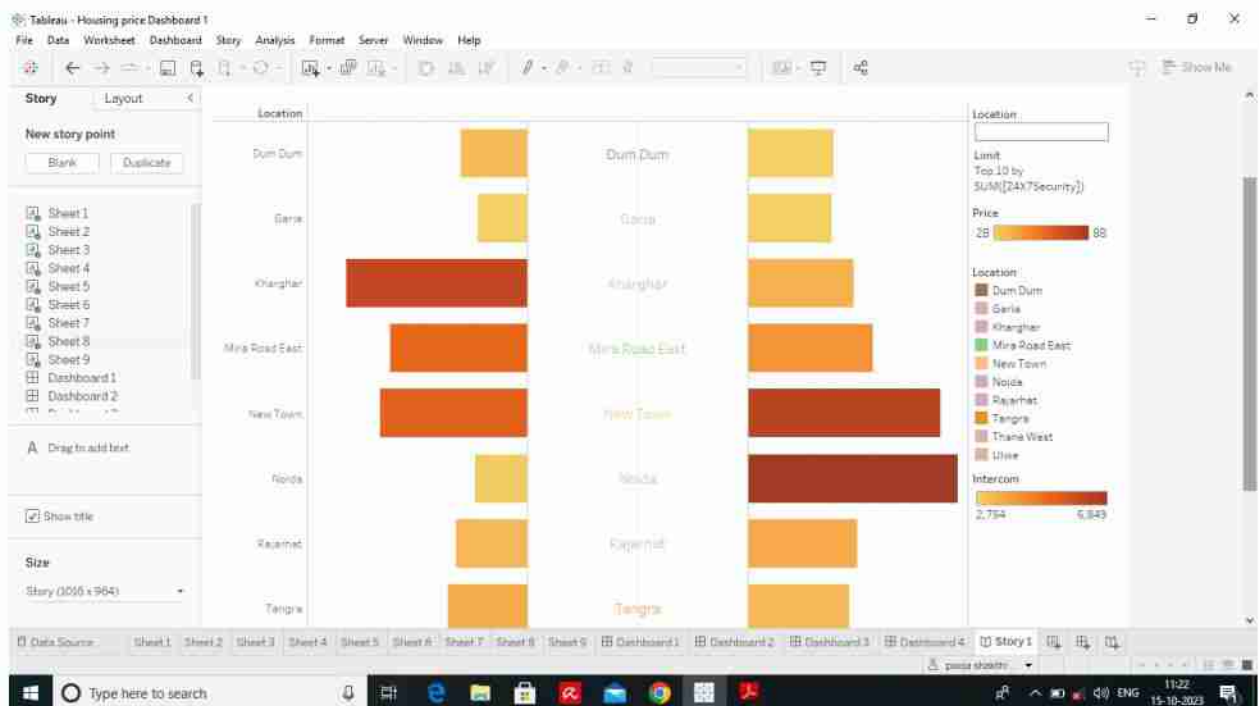 Tableau - Housing price Dashboard 1
File Data Worksheet Dashboard Story Analysis Format Server Window Help
Show Me
Story Layout
New story point
Blank Duplicate
Sheet 1
Sheet 2
Sheet 3
Sheet 4
Sheet 5
Sheet 6
Sheet 7
Sheet 8
Sheet 9
Dashboard 1
Dashboard 2
A Drag to add text
Show title
Size
Story (1016 x 964)
Location
Dum Dum Dum Dum
Garia Garia
Kharghar Kharghar
Mira Road East Mira Road East
New Town New Town
Noida Noida
Rajarhat Rajarhat
Tangra Tangra
Location
Limit
Top 10 by
SUM([24X7Security])
Price
28 88
Location
Dum Dum
Garia
Kharghar
Mira Road East
New Town
Noida
Rajarhat
Tangra
Thane West
Ulwe
Intercom
2,754 6,849
Data Source Sheet 1 Sheet 2 Sheet 3 Sheet 4 Sheet 5 Sheet 6 Sheet 7 Sheet 8 Sheet 9 Dashboard 1 Dashboard 2 Dashboard 3 Dashboard 4 Story 1
Type here to search
ENG
11:22
15-10-2023